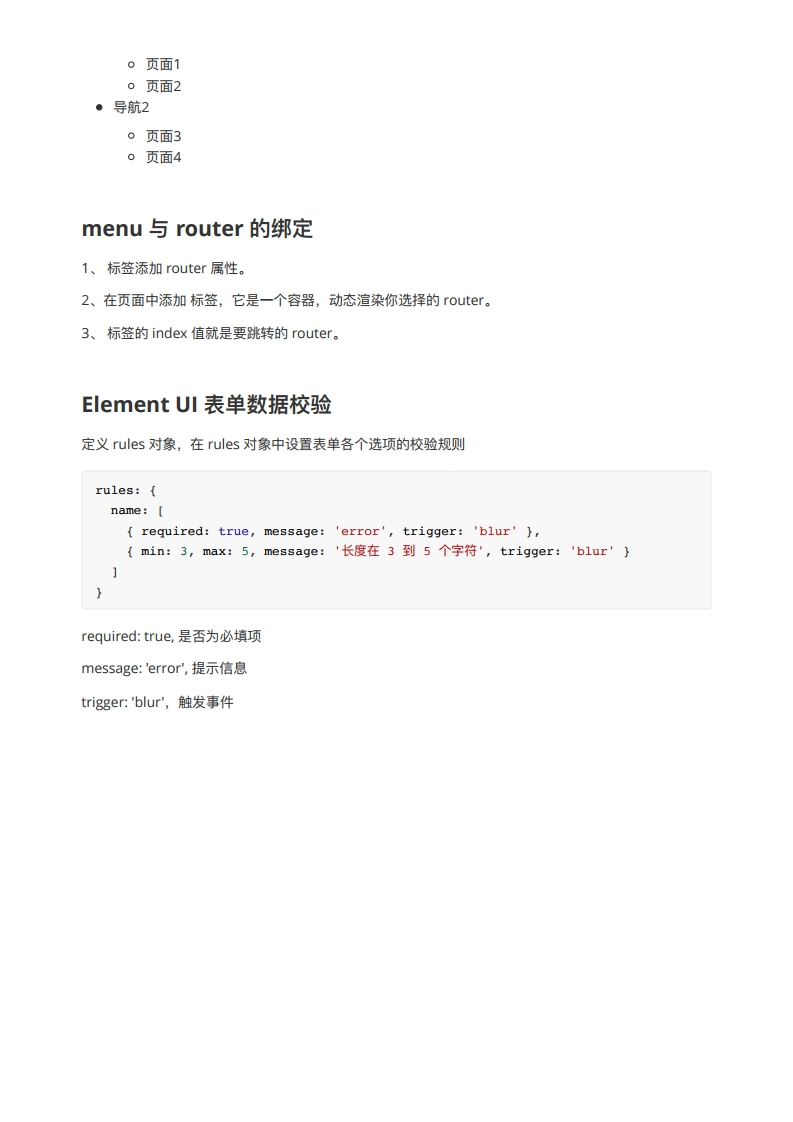 页面1
页面2
导航2
页面3
页面4
menu 与 router 的绑定
1、 标签添加 router 属性。
2、在页面中添加 标签，它是一个容器，动态渲染你选择的 router。
3、 标签的 index 值就是要跳转的 router。
Element UI 表单数据校验
定义 rules 对象，在 rules 对象中设置表单各个选项的校验规则
rules: {
  name: [
    { required: true, message: 'error', trigger: 'blur' },
    { min: 3, max: 5, message: '长度在 3 到 5 个字符', trigger: 'blur' }
  ]
}
required: true, 是否为必填项
message: 'error', 提示信息
trigger: 'blur'，触发事件